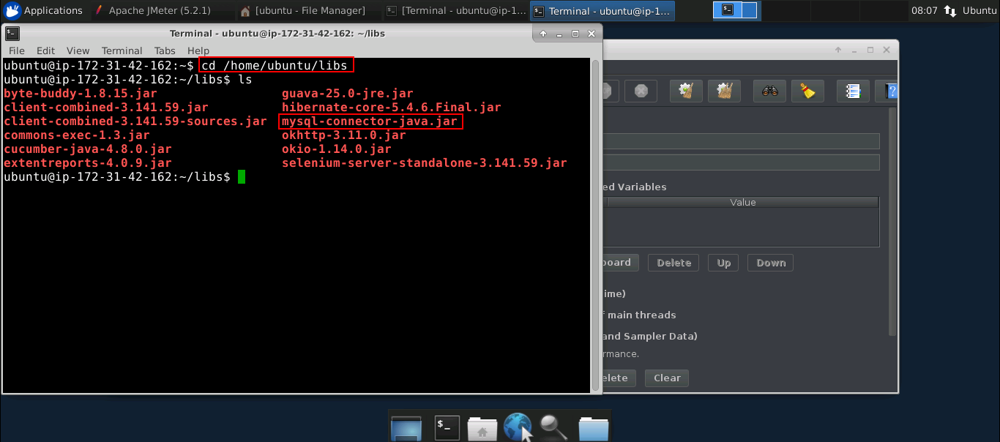 Applications
Apache JMeter (5.2.1)
[ubuntu - File Manager]
[Terminal - ubuntu@ip-1...
Terminal - ubuntu@ip-1...
08:07
Ubuntu
Terminal - ubuntu@ip-172-31-42-162: ~/libs
File Edit View Terminal Tabs Help
ubuntu@ip-172-31-42-162:~$ cd /home/ubuntu/libs
ubuntu@ip-172-31-42-162:~/libs$ ls
byte-buddy-1.8.15.jar guava-25.0-jre.jar
client-combined-3.141.59.jar hibernate-core-5.4.6.Final.jar
client-combined-3.141.59-sources.jar mysql-connector-java.jar
commons-exec-1.3.jar okhttp-3.11.0.jar
cucumber-java-4.8.0.jar okio-1.14.0.jar
extentreports-4.0.9.jar selenium-server-standalone-3.141.59.jar
ubuntu@ip-172-31-42-162:~/libs$
ed Variables
Value
board Delete Up Down
ime)
f main threads
and Sampler Data)
rmance.
elete Clear
$_